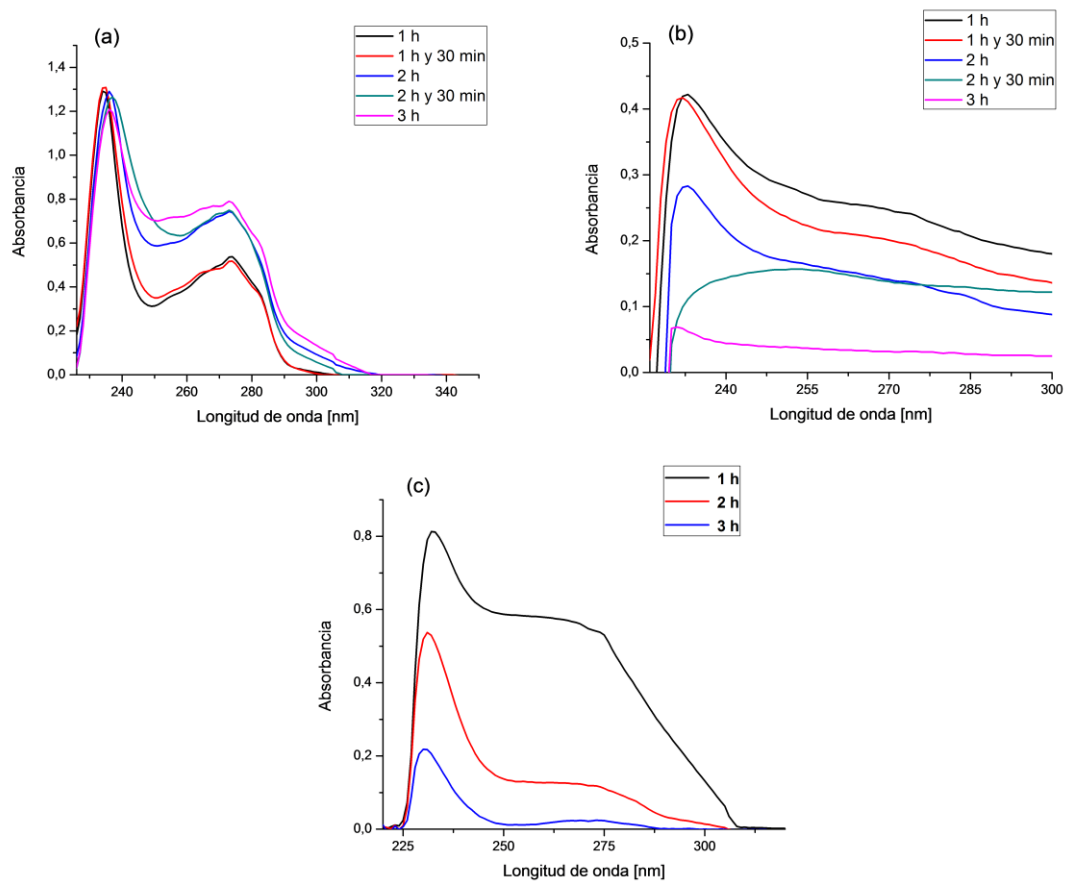 (a)
1 h
1 h y 30 min
2 h
2 h y 30 min
3 h
1,4
1,2
1,0
0,8
0,6
0,4
0,2
0,0
Absorbancia
240
260
280
300
320
340
Longitud de onda [nm]
(b)
1 h
1 h y 30 min
2 h
2 h y 30 min
3 h
0,5
0,4
0,3
0,2
0,1
0,0
Absorbancia
240
255
270
285
300
Longitud de onda [nm]
(c)
1 h
2 h
3 h
0,8
0,6
0,4
0,2
0,0
Absorbancia
225
250
275
300
Longitud de onda [nm]